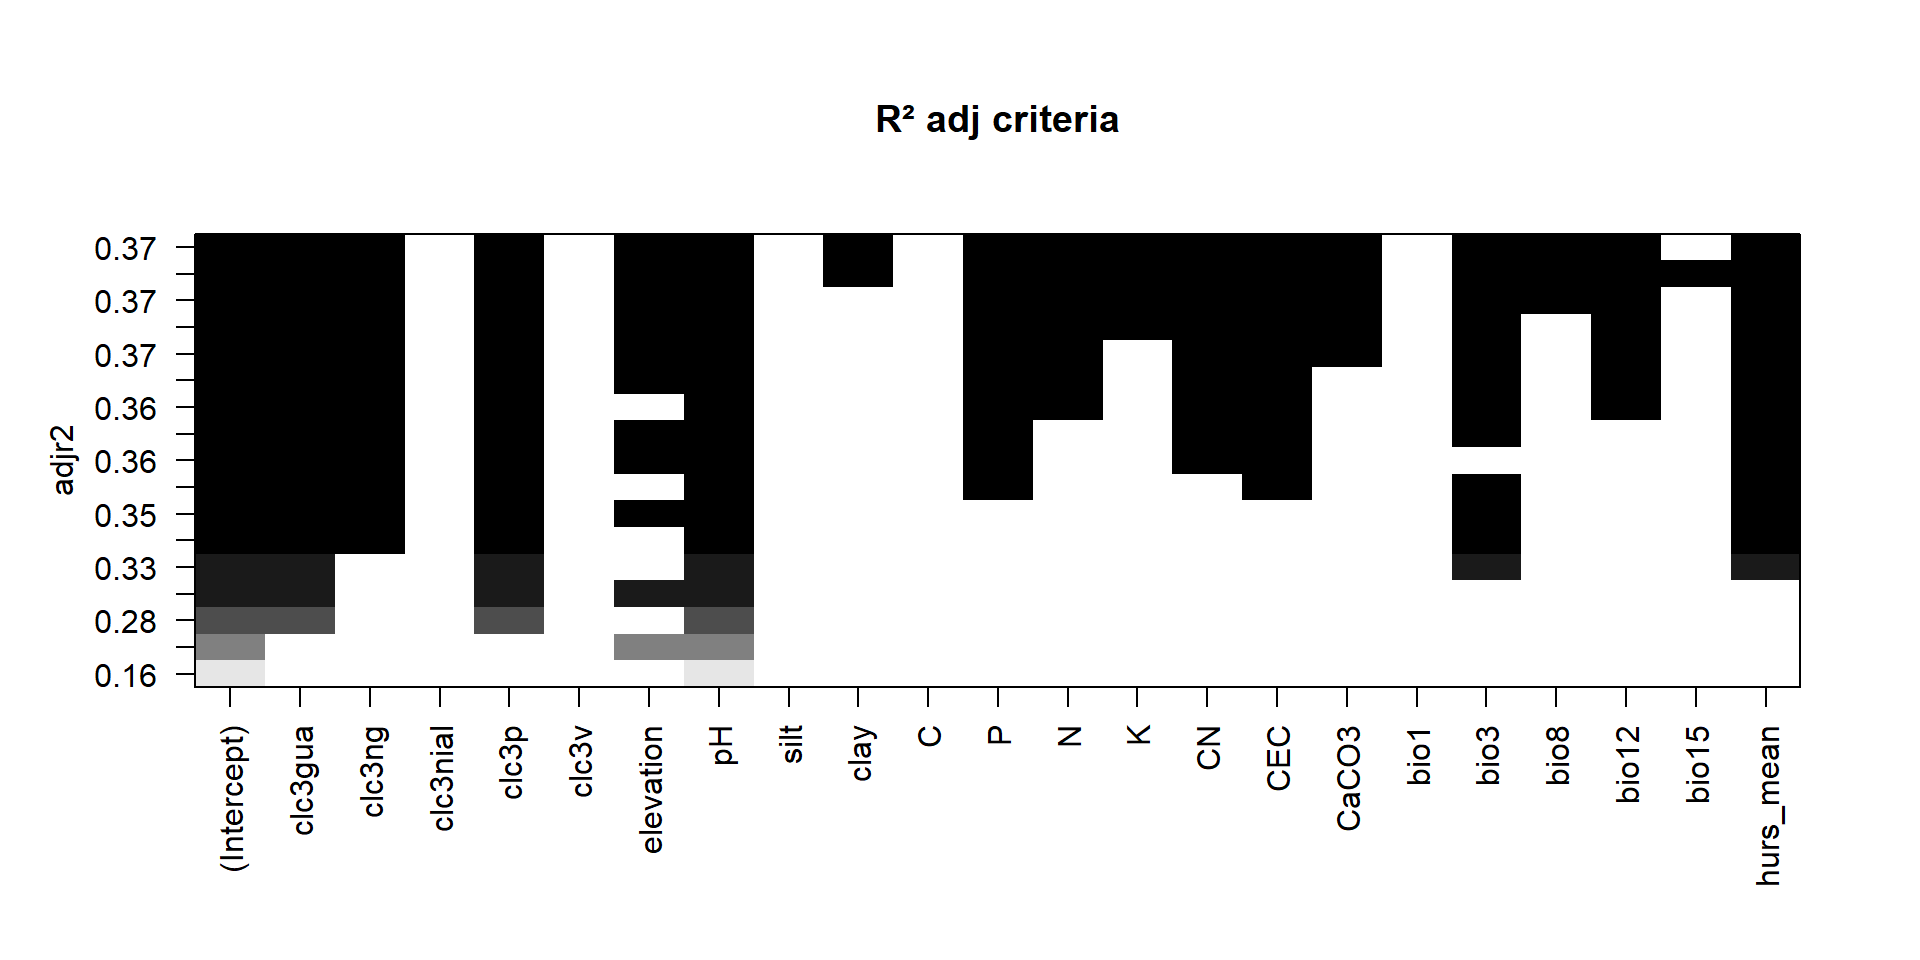 R² adj criteria
adjr2
0.37
0.37
0.37
0.36
0.36
0.35
0.33
0.28
0.16
(Intercept)
clc3gua
clc3ng
clc3nial
clc3p
clc3v
elevation
pH
silt
clay
C
P
N
K
CN
CEC
CaCO3
bio1
bio3
bio8
bio12
bio15
hurs_mean